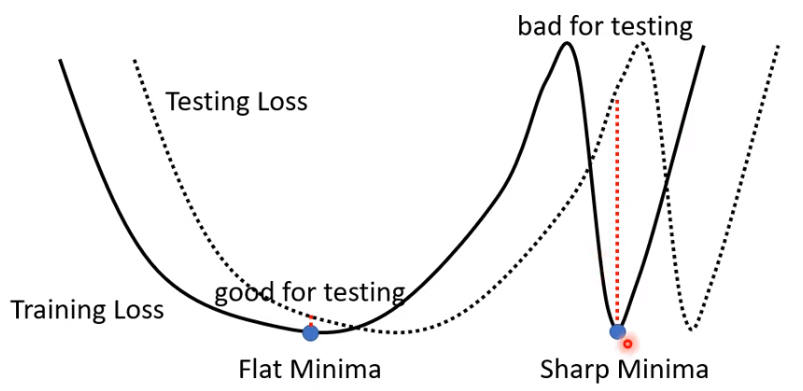 bad for testing
Testing Loss
good for testing
Training Loss
Flat Minima
Sharp Minima